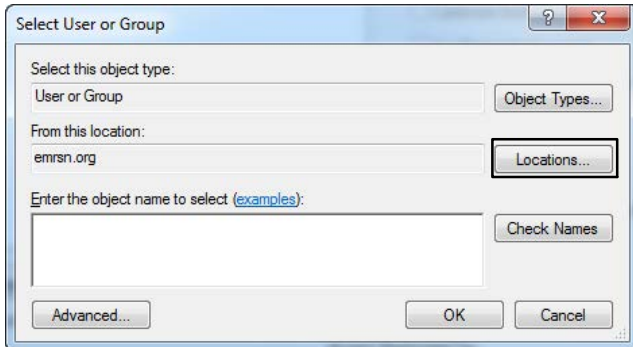 Select User or Group
Select this object type:
User or Group
Object Types...
From this location:
emrsn.org
Locations...
Enter the object name to select (examples):
Check Names
Advanced...
OK
Cancel